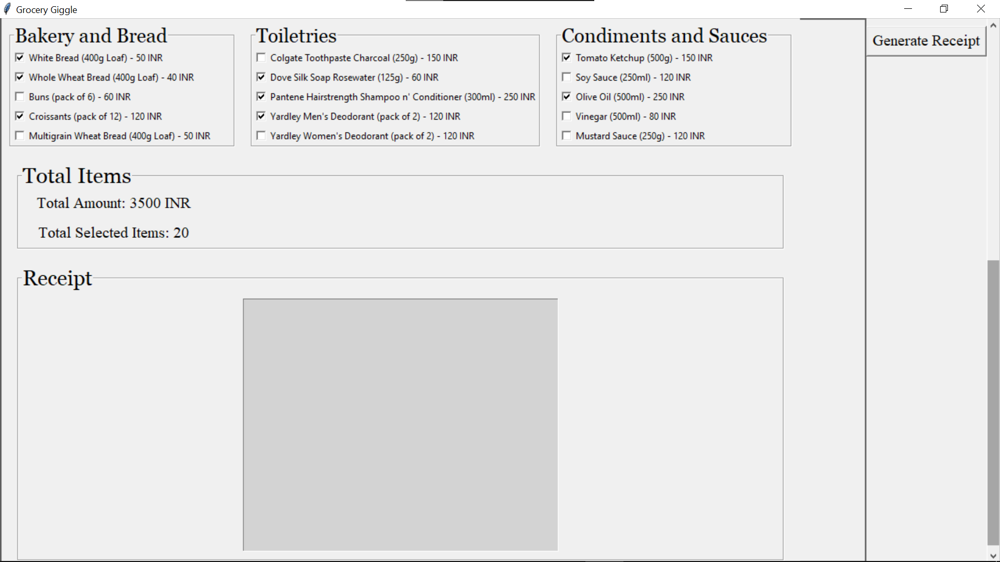 Grocery Giggle
Generate Receipt
Bakery and Bread
White Bread (400g Loaf) - 50 INR
Whole Wheat Bread (400g Loaf) - 40 INR
Buns (pack of 6) - 60 INR
Croissants (pack of 12) - 120 INR
Multigrain Wheat Bread (400g Loaf) - 50 INR
Toiletries
Colgate Toothpaste Charcoal (250g) - 150 INR
Dove Silk Soap Rosewater (125g) - 60 INR
Pantene Hairstrength Shampoo n' Conditioner (300ml) - 250 INR
Yardley Men's Deodorant (pack of 2) - 120 INR
Yardley Women's Deodorant (pack of 2) - 120 INR
Condiments and Sauces
Tomato Ketchup (500g) - 150 INR
Soy Sauce (250ml) - 120 INR
Olive Oil (500ml) - 250 INR
Vinegar (500ml) - 80 INR
Mustard Sauce (250g) - 120 INR
Total Items
Total Amount: 3500 INR
Total Selected Items: 20
Receipt